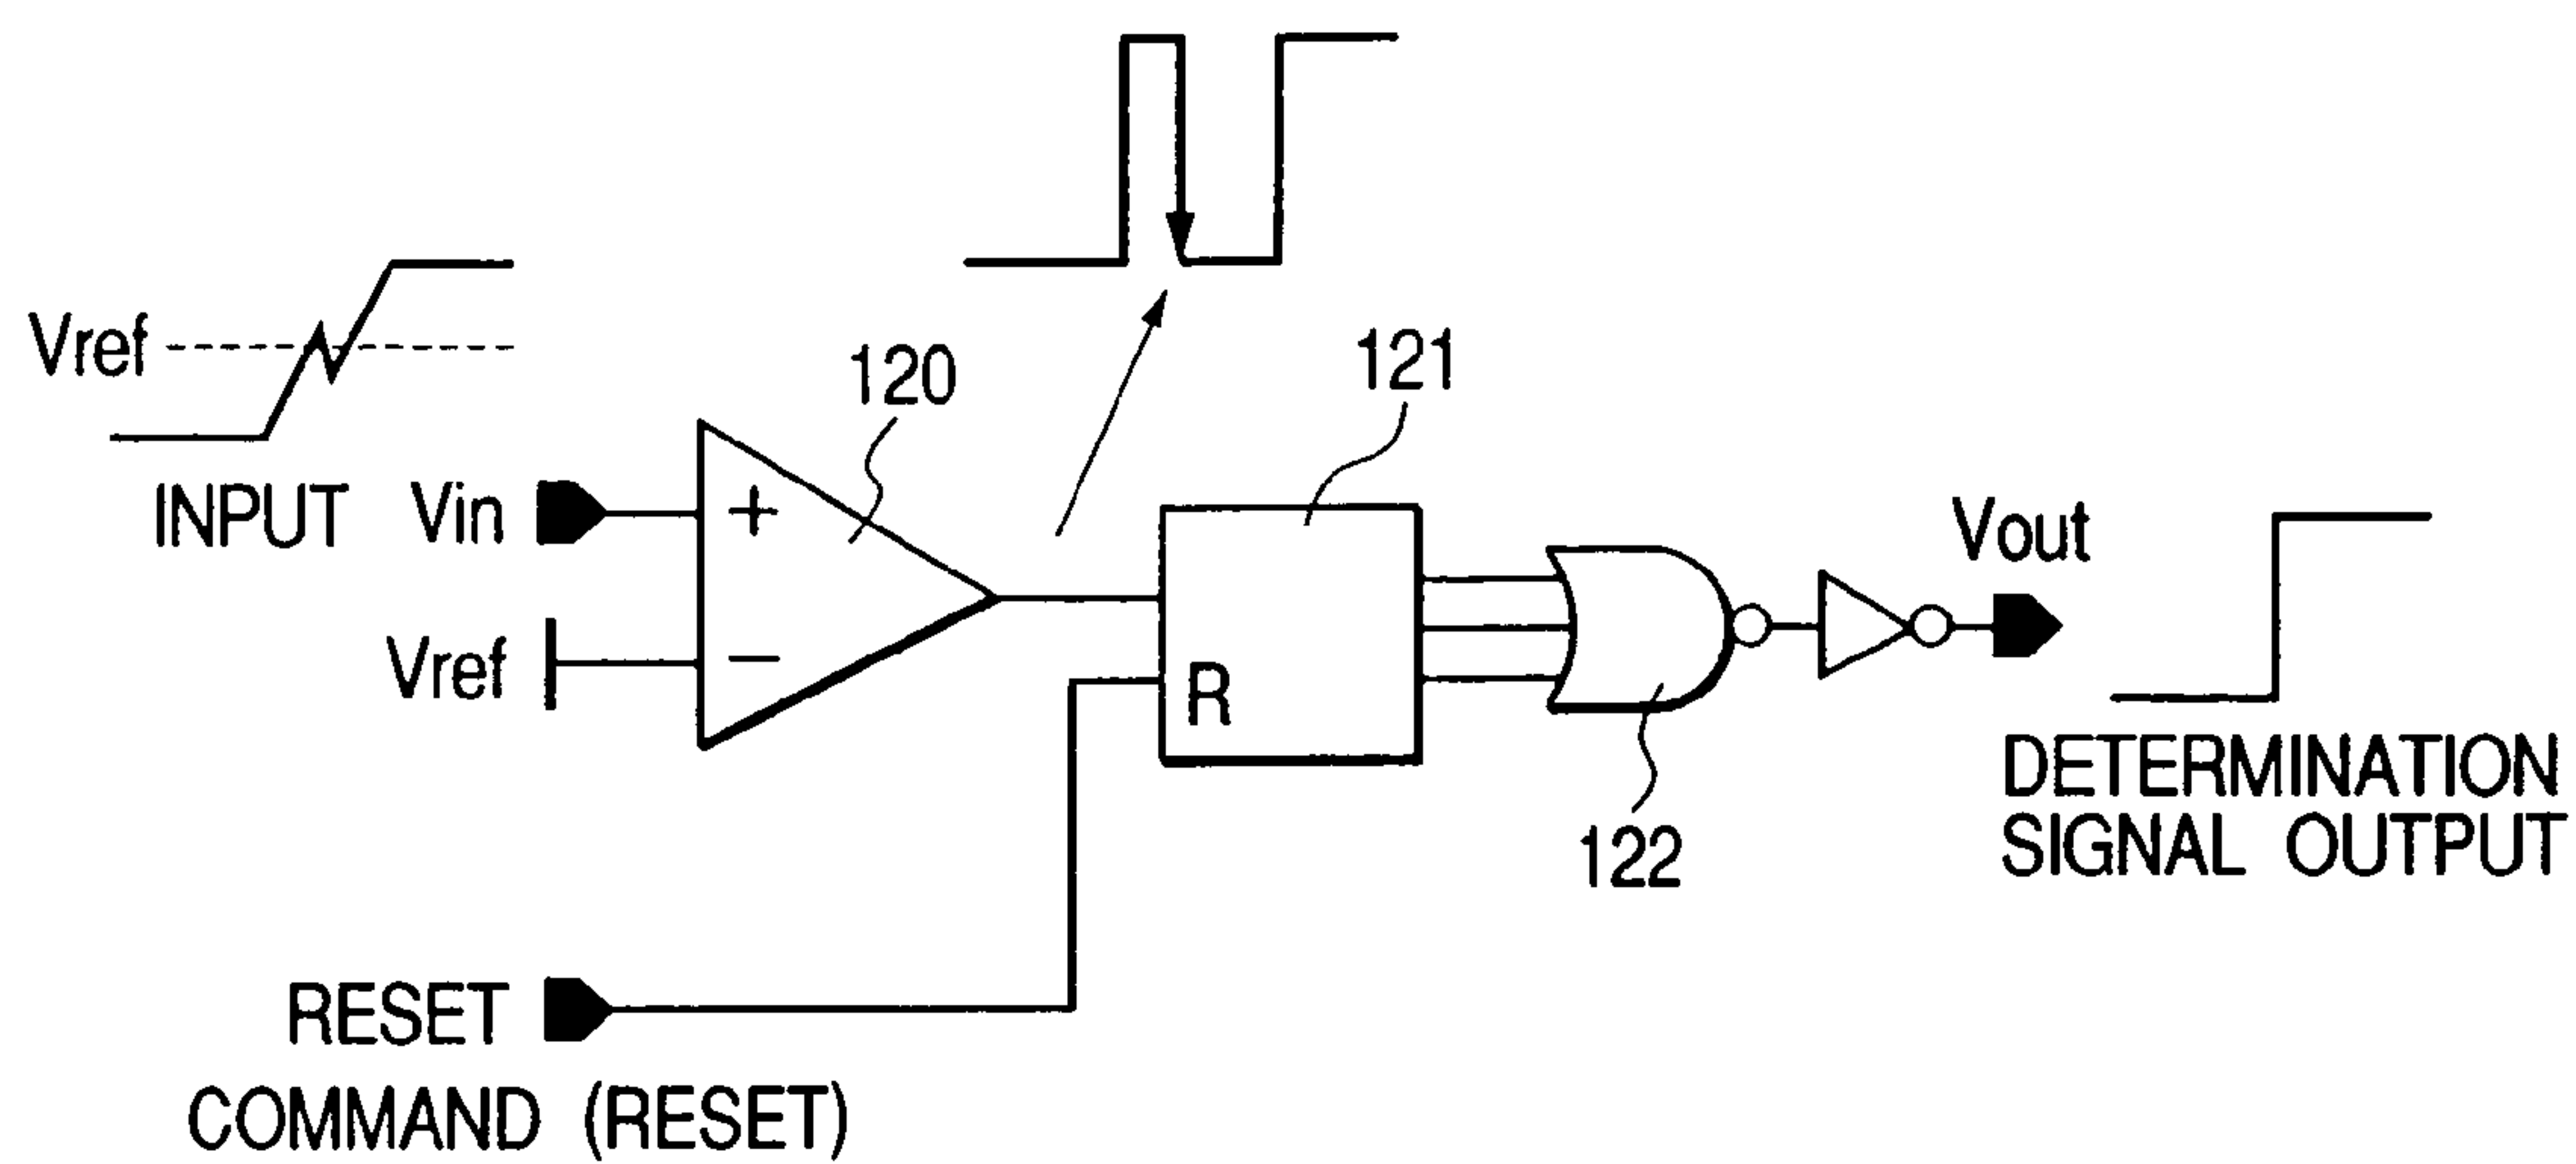 Vref
INPUT
Vin
+
Vref
−
120
121
R
122
Vout
DETERMINATION
SIGNAL OUTPUT
RESET
COMMAND (RESET)